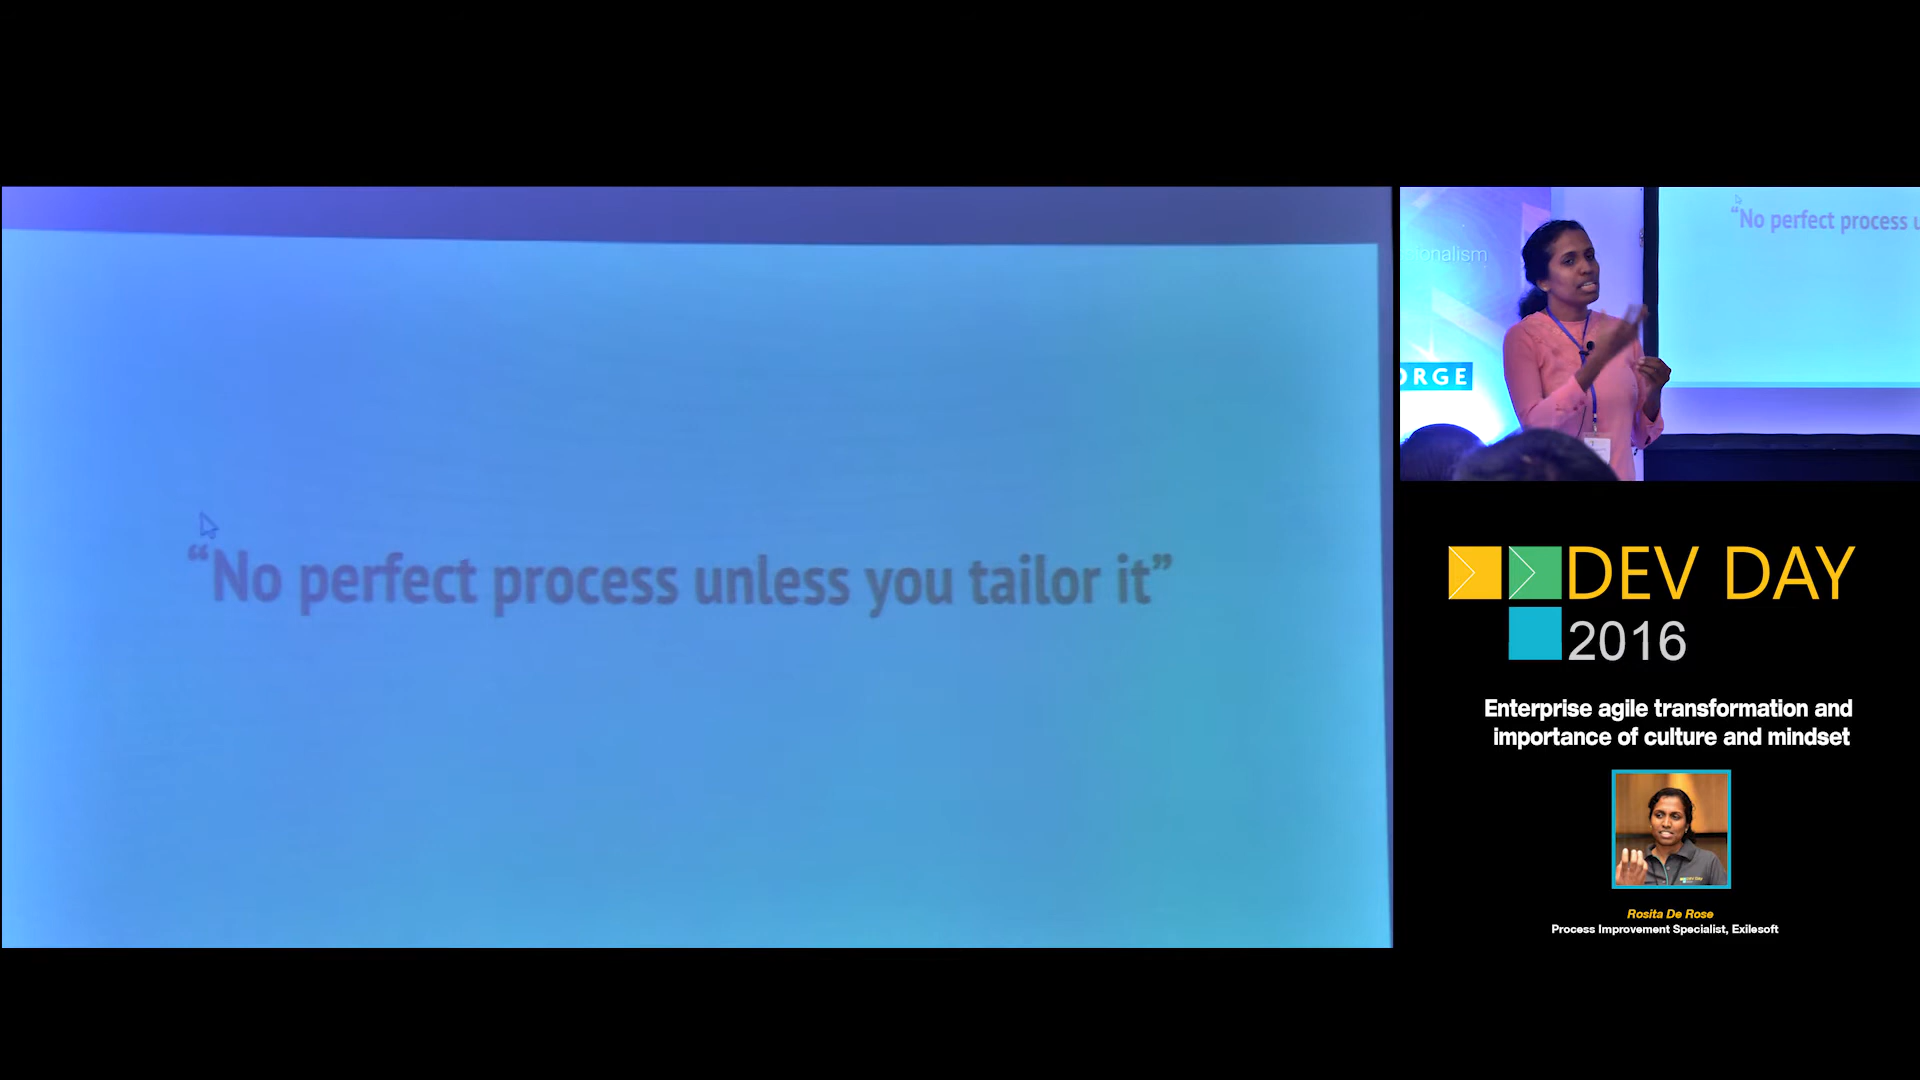 “No perfect process unless you tailor it”
onalism
“No perfect process
ORGE
DEV DAY
2016
Enterprise agile transformation and
importance of culture and mindset
Rosita De Rose
Process Improvement Specialist, Exilesoft